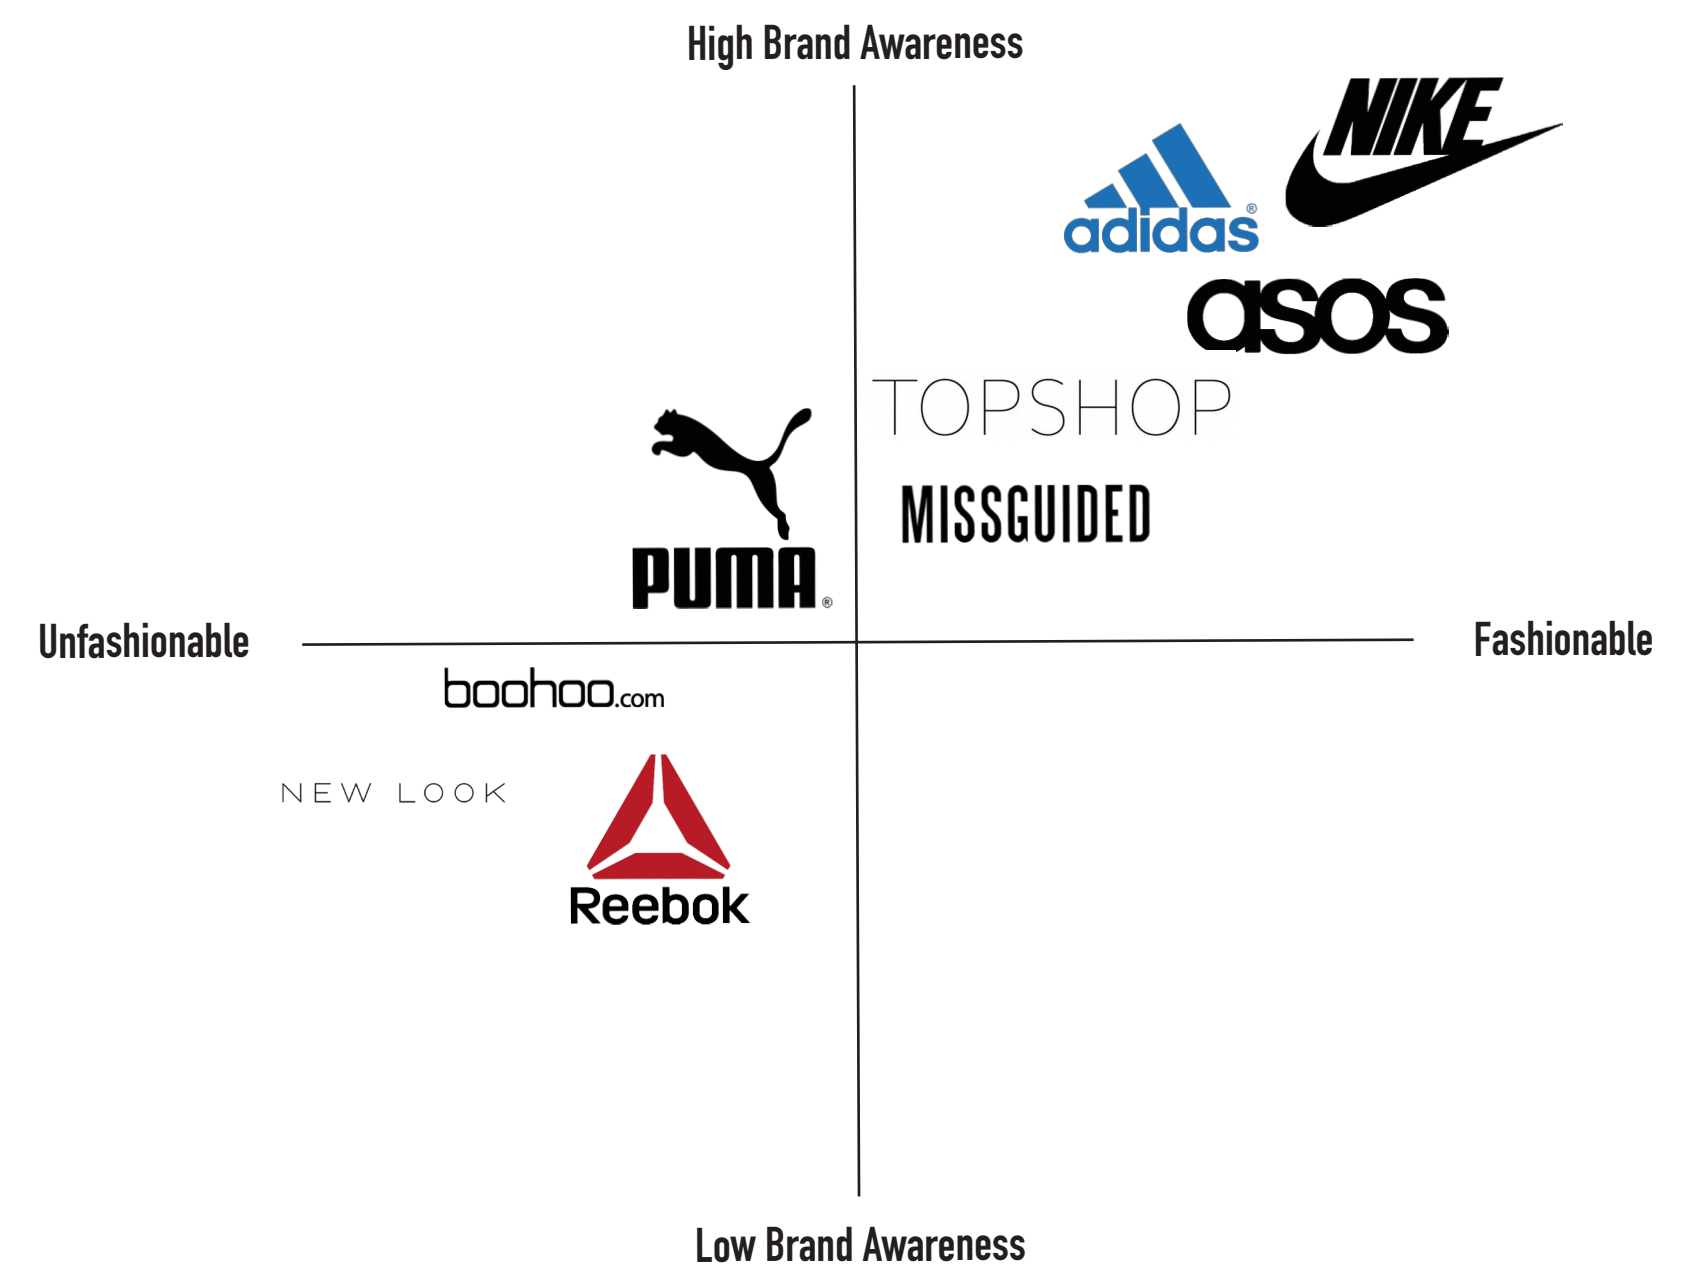 High Brand Awareness
NIKE
adidas®
asos
TOPSHOP
MISSGUIDED
PUMA®
Unfashionable
Fashionable
boohoo.com
NEW LOOK
Reebok
Low Brand Awareness